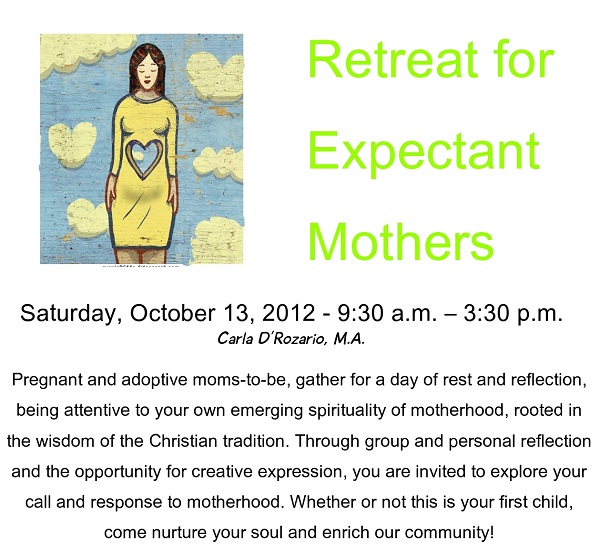 Retreat for
Expectant
Mothers
Saturday, October 13, 2012 - 9:30 a.m. – 3:30 p.m.
Carla D'Rozario, M.A.
Pregnant and adoptive moms-to-be, gather for a day of rest and reflection,
being attentive to your own emerging spirituality of motherhood, rooted in
the wisdom of the Christian tradition. Through group and personal reflection
and the opportunity for creative expression, you are invited to explore your
call and response to motherhood. Whether or not this is your first child,
come nurture your soul and enrich our community!